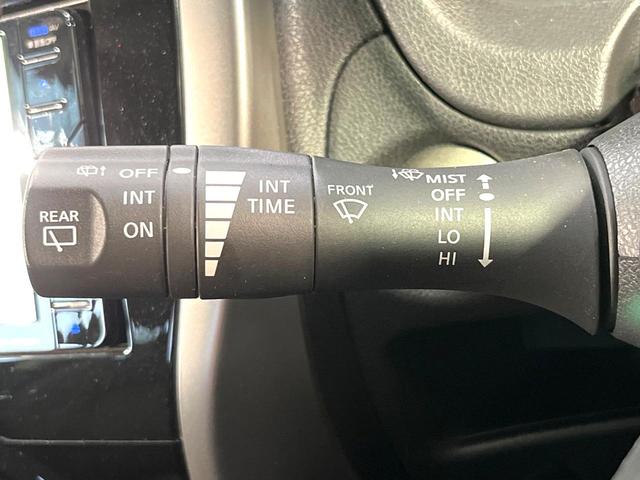 REAR
OFF
INT
ON
INT
TIME
FRONT
MIST
OFF
INT
LO
HI